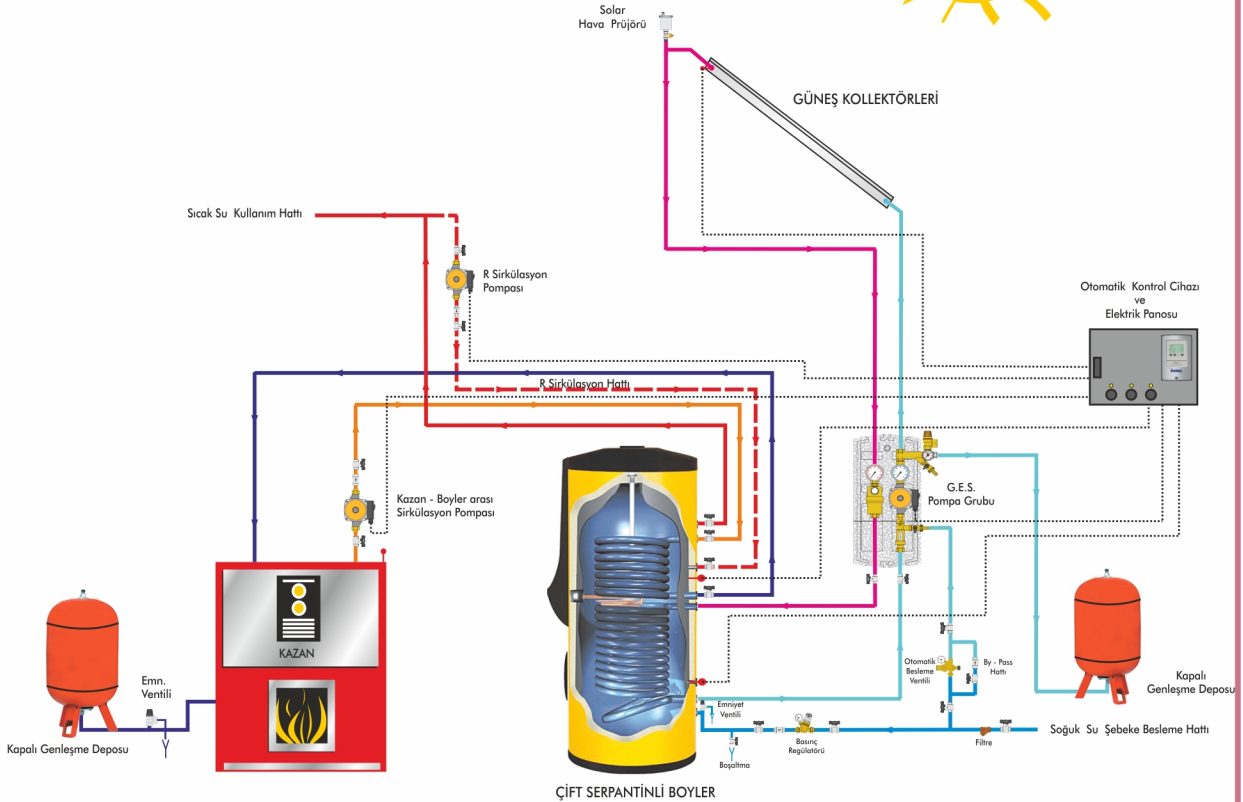 Solar
Hava Prüjörü
GÜNEŞ KOLLEKTÖRLERİ
Sıcak Su Kullanım Hattı
R Sirkülasyon
Pompası
Otomatik Kontrol Cihazı
ve
Elektrik Panosu
R Sirkülasyon Hattı
Kazan - Boyler arası
Sirkülasyon Pompası
G.E.S.
Pompa Grubu
KAZAN
Emn.
Ventili
Kapalı Genleşme Deposu
Otomatik
Besleme
Ventili
By - Pass
Hattı
Kapalı
Genleşme Deposu
Emniyet
Ventili
Basınç
Regülatörü
Boşaltma
Filtre
Soğuk Su Şebeke Besleme Hattı
ÇİFT SERPANTİNLİ BOYLER